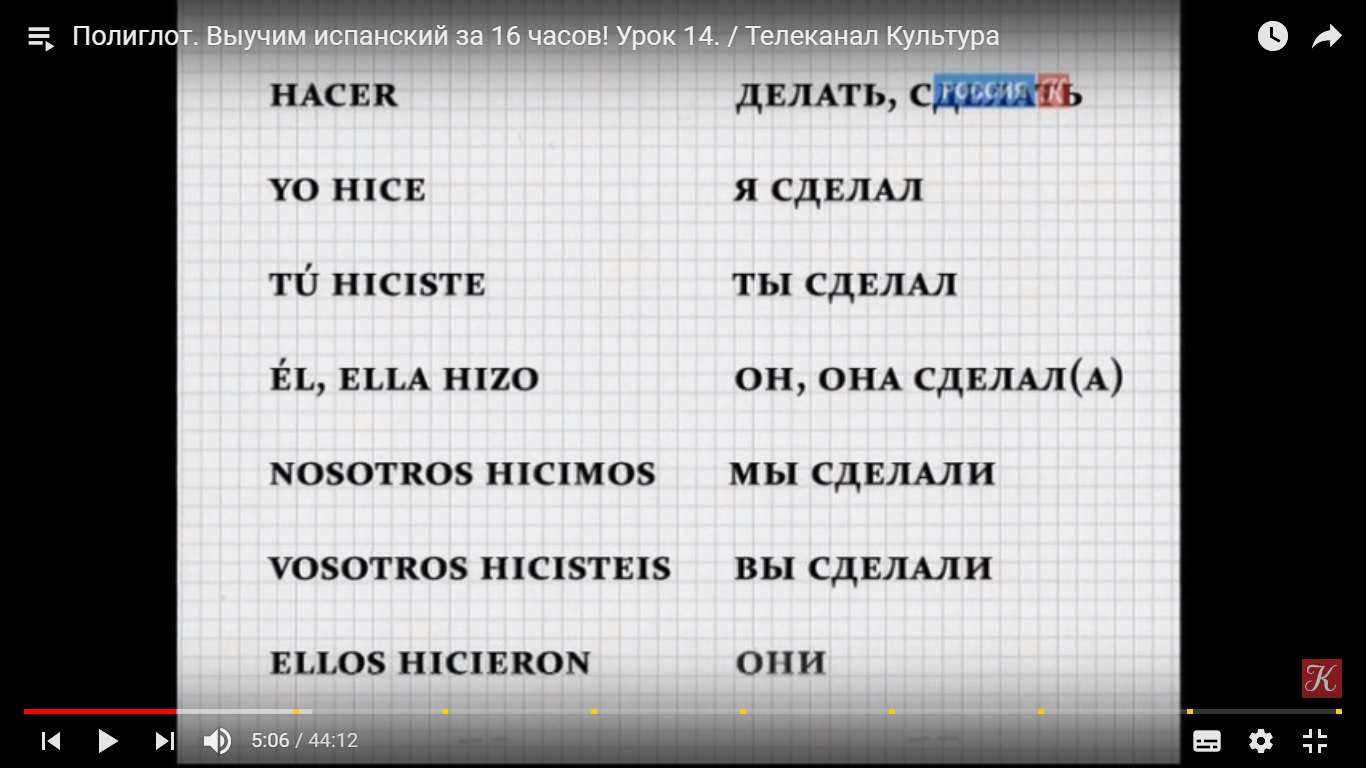 Полиглот. Выучим испанский за 16 часов! Урок 14. / Телеканал Культура
HACER ДЕЛАТЬ, СДЕЛАТЬ
РОССИЯ К
YO HICE Я СДЕЛАЛ
TÚ HICISTE ТЫ СДЕЛАЛ
ÉL, ELLA HIZO ОН, ОНА СДЕЛАЛ(А)
NOSOTROS HICIMOS МЫ СДЕЛАЛИ
VOSOTROS HICISTEIS ВЫ СДЕЛАЛИ
ELLOS HICIERON ОНИ
К
5:06 / 44:12